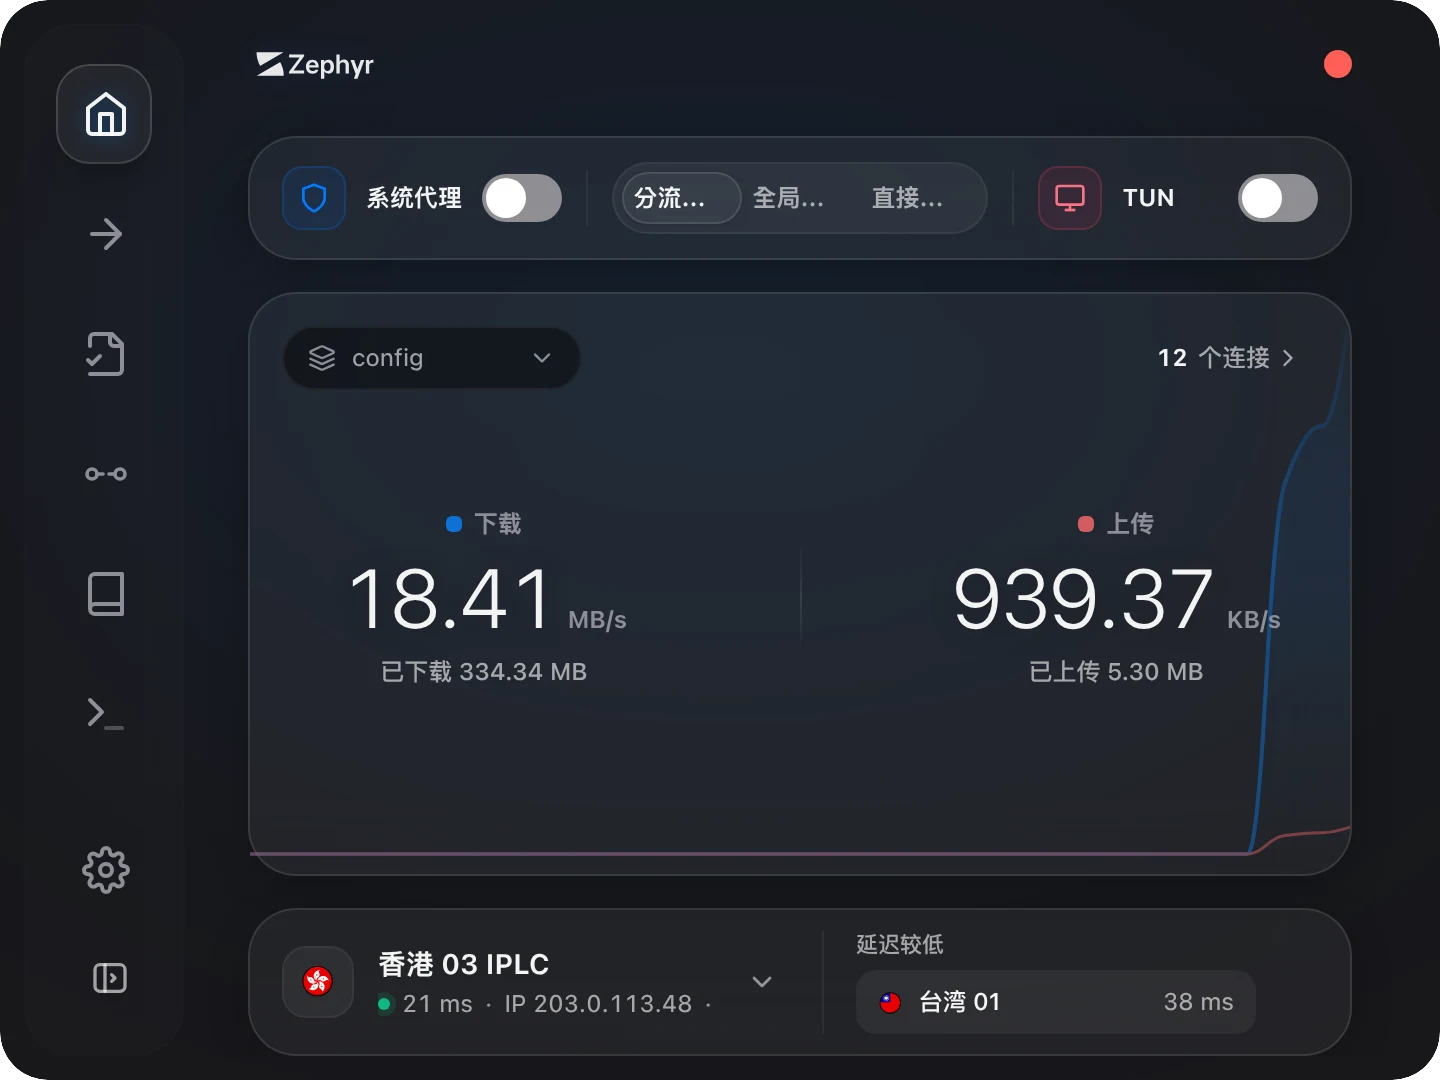 Zephyr
系统代理
分流...
全局...
直接...
TUN
config
12 个连接
下载
18.41 MB/s
已下载 334.34 MB
上传
939.37 KB/s
已上传 5.30 MB
香港 03 IPLC
21 ms · IP 203.0.113.48 ·
延迟较低
台湾 01
38 ms